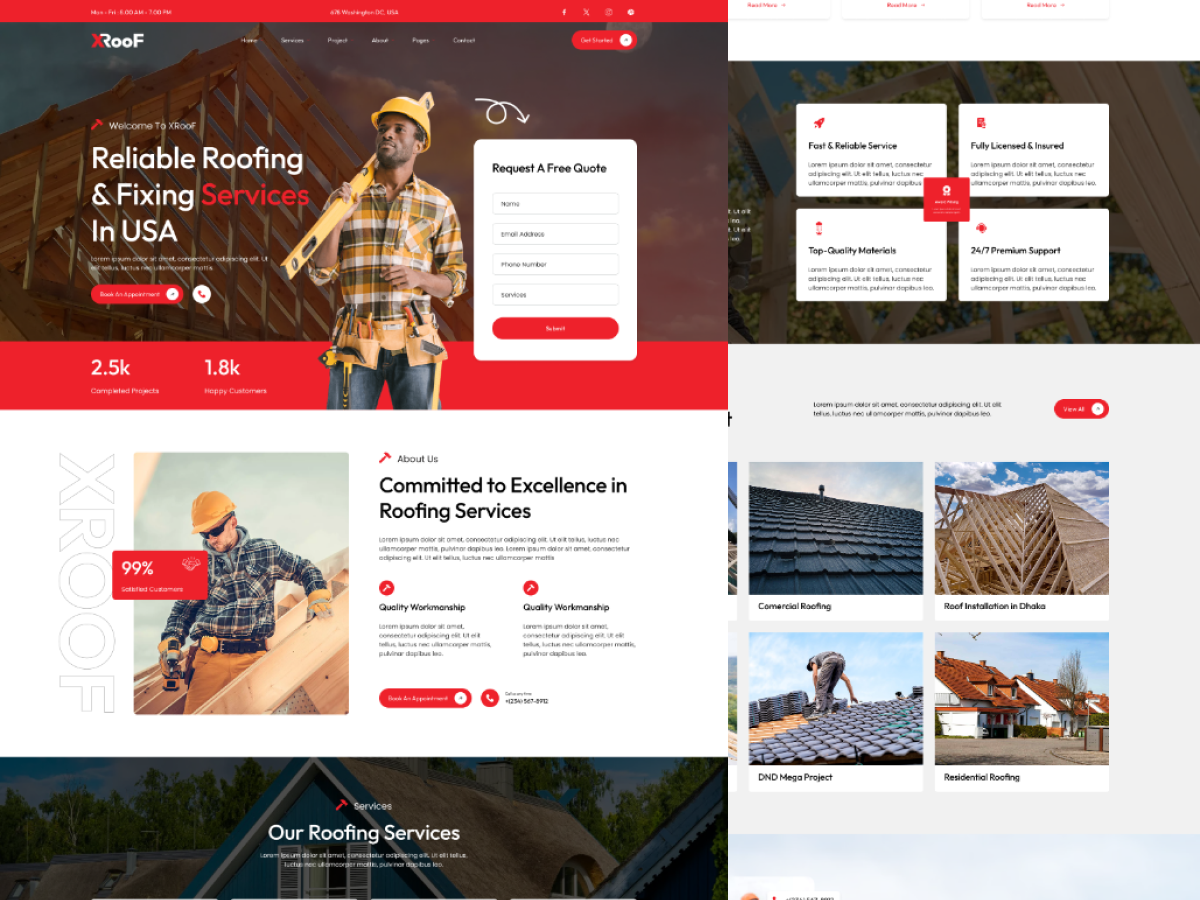 Mon - Fri : 8.00 AM - 7.00 PM
478 Washington DC, USA
XRooF
Home
Services
Project
About
Pages
Contact
Get Started
Welcome To XRooF
Reliable Roofing
& Fixing Services
In USA
Lorem ipsum dolor sit amet, consectetur adipiscing elit. Ut
elit tellus, luctus nec ullamcorper mattis.
Book An Appointment
Request A Free Quote
Name
Email Address
Phone Number
Services
Submit
2.5k
Completed Projects
1.8k
Happy Customers
XROOF
99%
Satisfied Customers
About Us
Committed to Excellence in
Roofing Services
Lorem ipsum dolor sit amet, consectetur adipiscing elit. Ut elit tellus, luctus nec
ullamcorper mattis, pulvinar dapibus leo. Lorem ipsum dolor sit amet, consectetur
adipiscing elit. Ut elit tellus, luctus nec ullamcorper mattis
Quality Workmanship
Lorem ipsum dolor sit amet,
consectetur adipiscing elit. Ut elit
tellus, luctus nec ullamcorper mattis,
pulvinar dapibus leo.
Quality Workmanship
Lorem ipsum dolor sit amet,
consectetur adipiscing elit. Ut elit
tellus, luctus nec ullamcorper mattis,
pulvinar dapibus leo.
Book An Appointment
Call us any time
+(234) 567-8912
Services
Our Roofing Services
Lorem ipsum dolor sit amet, consectetur adipiscing elit. Ut elit tellus,
luctus nec ullamcorper mattis, pulvinar dapibus leo.
Read More
Read More
Read More
Fast & Reliable Service
Lorem ipsum dolor sit amet, consectetur
adipiscing elit. Ut elit tellus, luctus nec
ullamcorper mattis, pulvinar dapibus
Fully Licensed & Insured
Lorem ipsum dolor sit amet, consectetur
adipiscing elit. Ut elit tellus, luctus nec
ullamcorper mattis, pulvinar dapibus leo.
Top-Quality Materials
Lorem ipsum dolor sit amet, consectetur
adipiscing elit. Ut elit tellus, luctus nec
ullamcorper mattis, pulvinar dapibus leo.
24/7 Premium Support
Lorem ipsum dolor sit amet, consectetur
adipiscing elit. Ut elit tellus, luctus nec
ullamcorper mattis, pulvinar dapibus leo.
Lorem ipsum dolor sit amet, consectetur adipiscing elit. Ut elit
tellus, luctus nec ullamcorper mattis, pulvinar dapibus leo.
View All
Comercial Roofing
Roof Installation in Dhaka
DND Mega Project
Residential Roofing